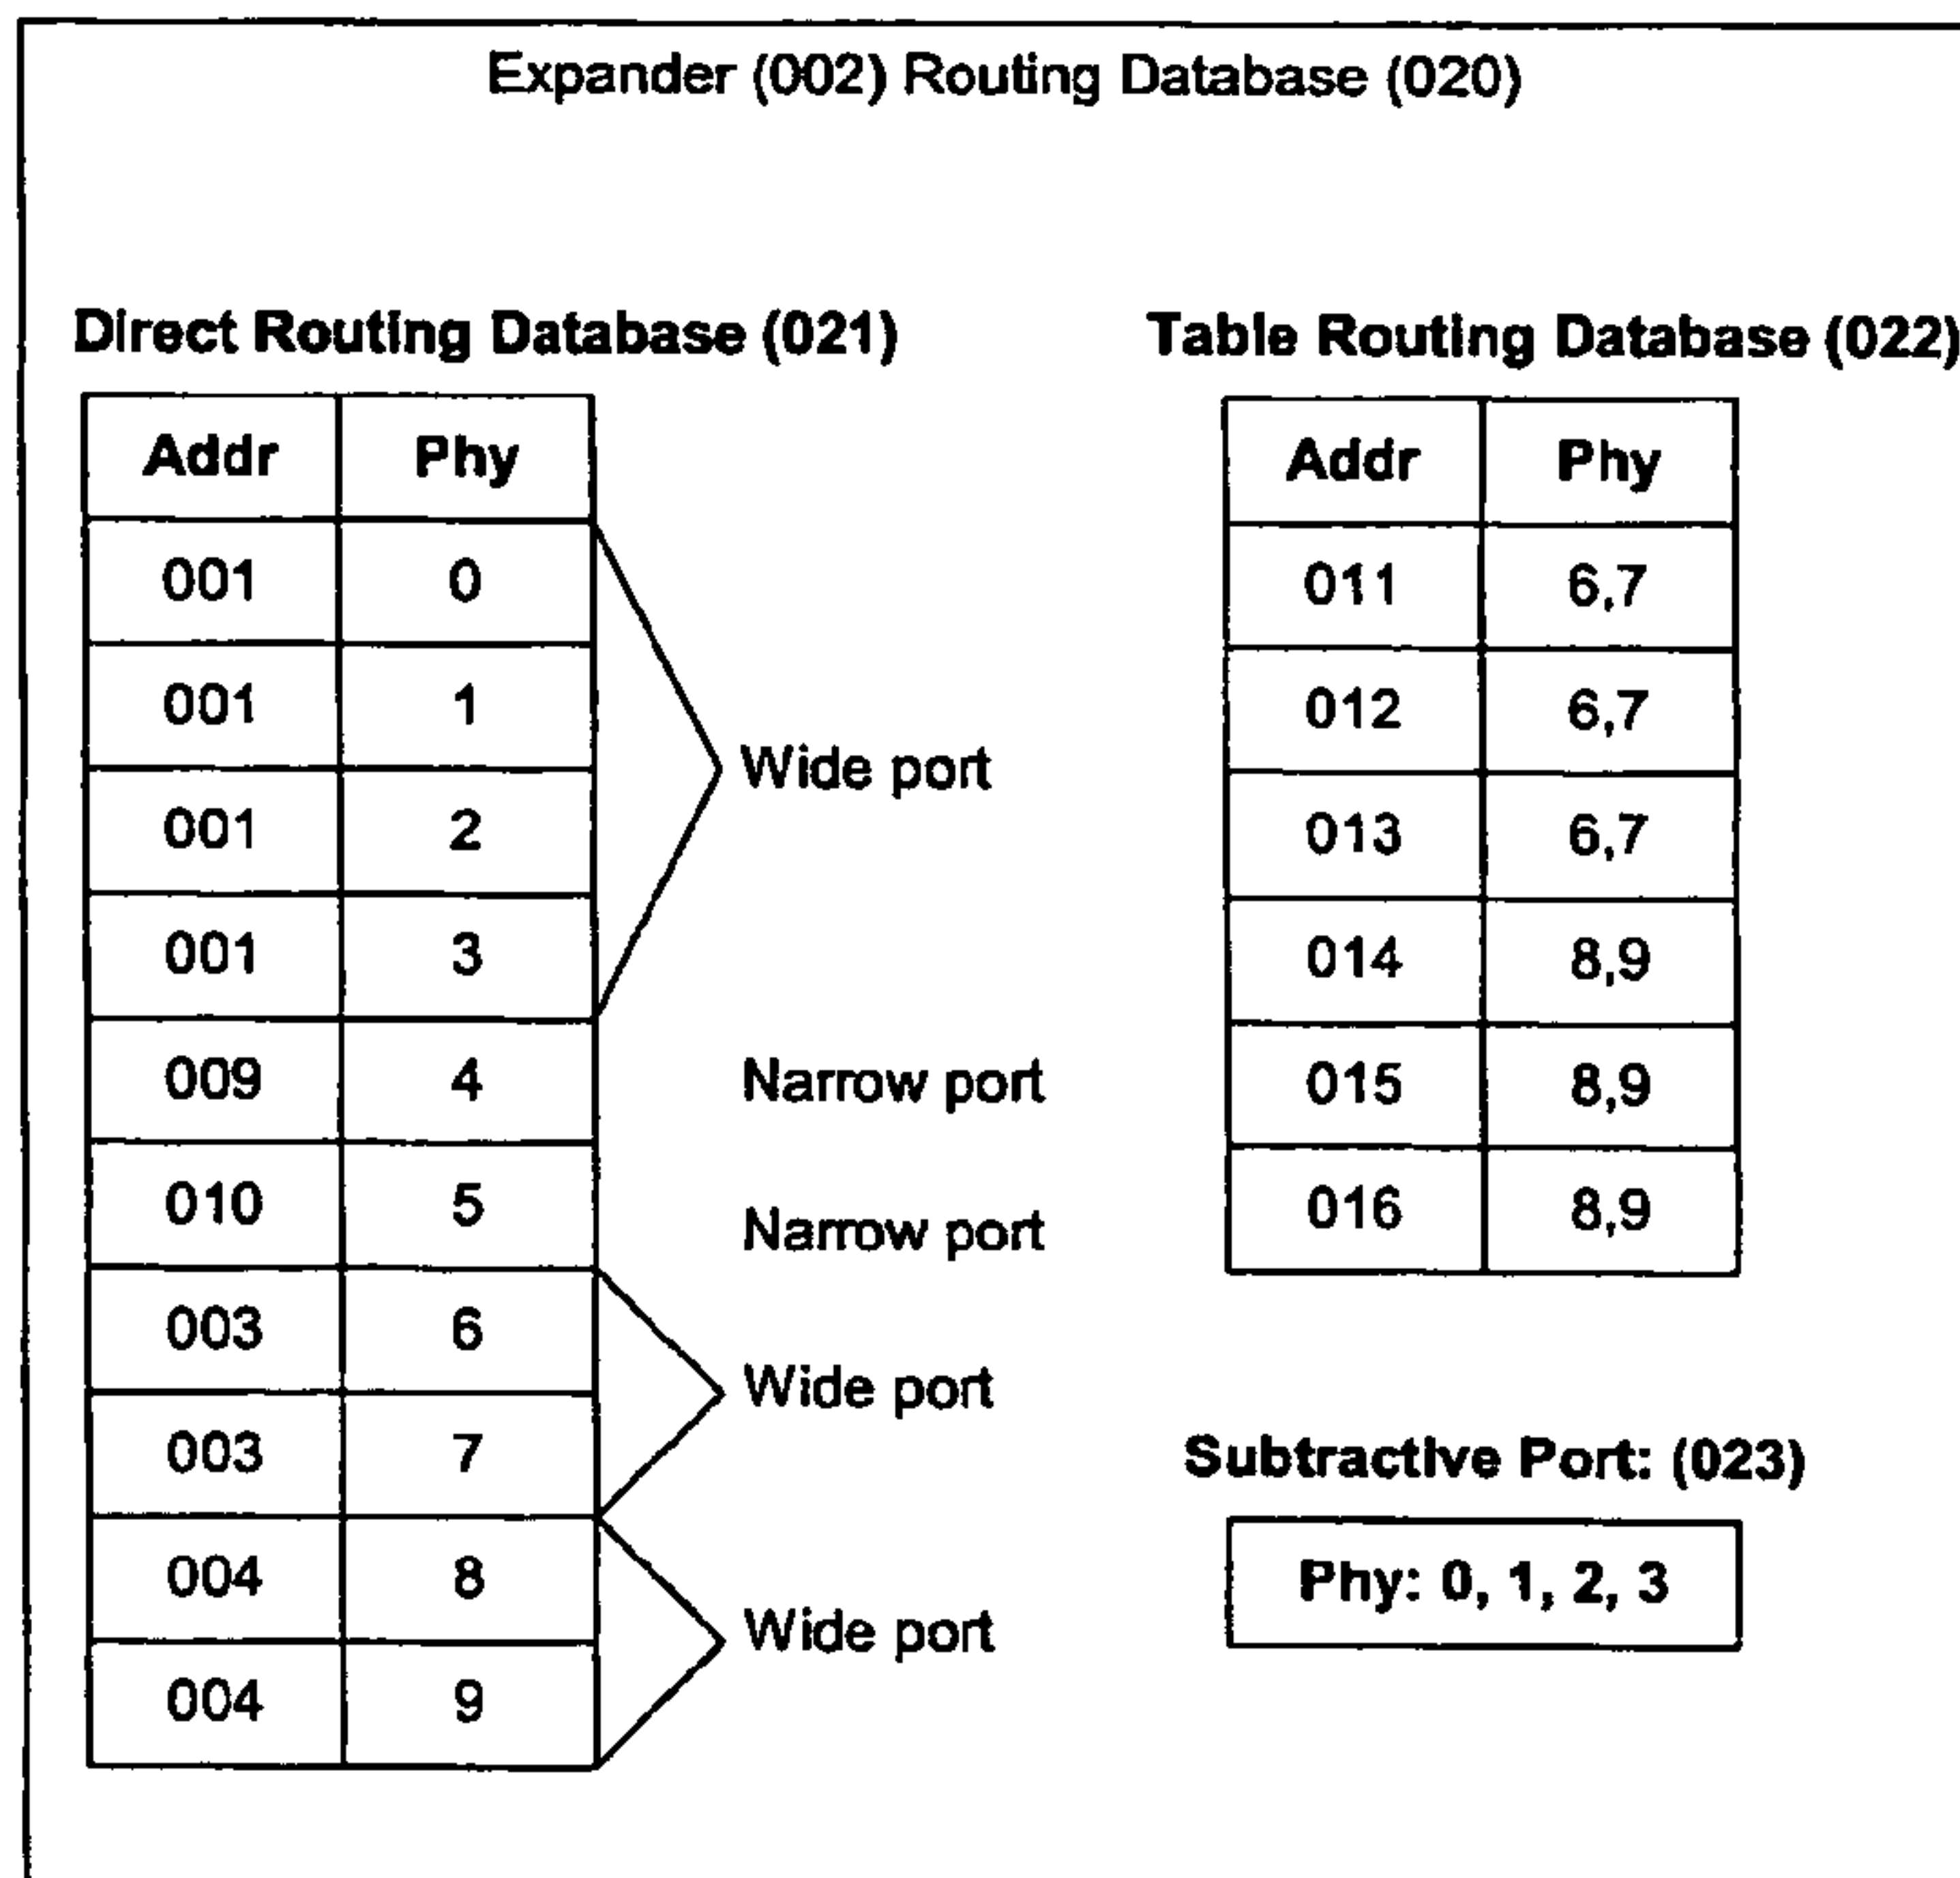 Expander (002) Routing Database (020)
Direct Routing Database (021)
Addr Phy
001 0
001 1
001 2
001 3
009 4
010 5
003 6
003 7
004 8
004 9
Wide port
Narrow port
Narrow port
Wide port
Wide port
Table Routing Database (022)
Addr Phy
011 6,7
012 6,7
013 6,7
014 8,9
015 8,9
016 8,9
Subtractive Port: (023)
Phy: 0, 1, 2, 3